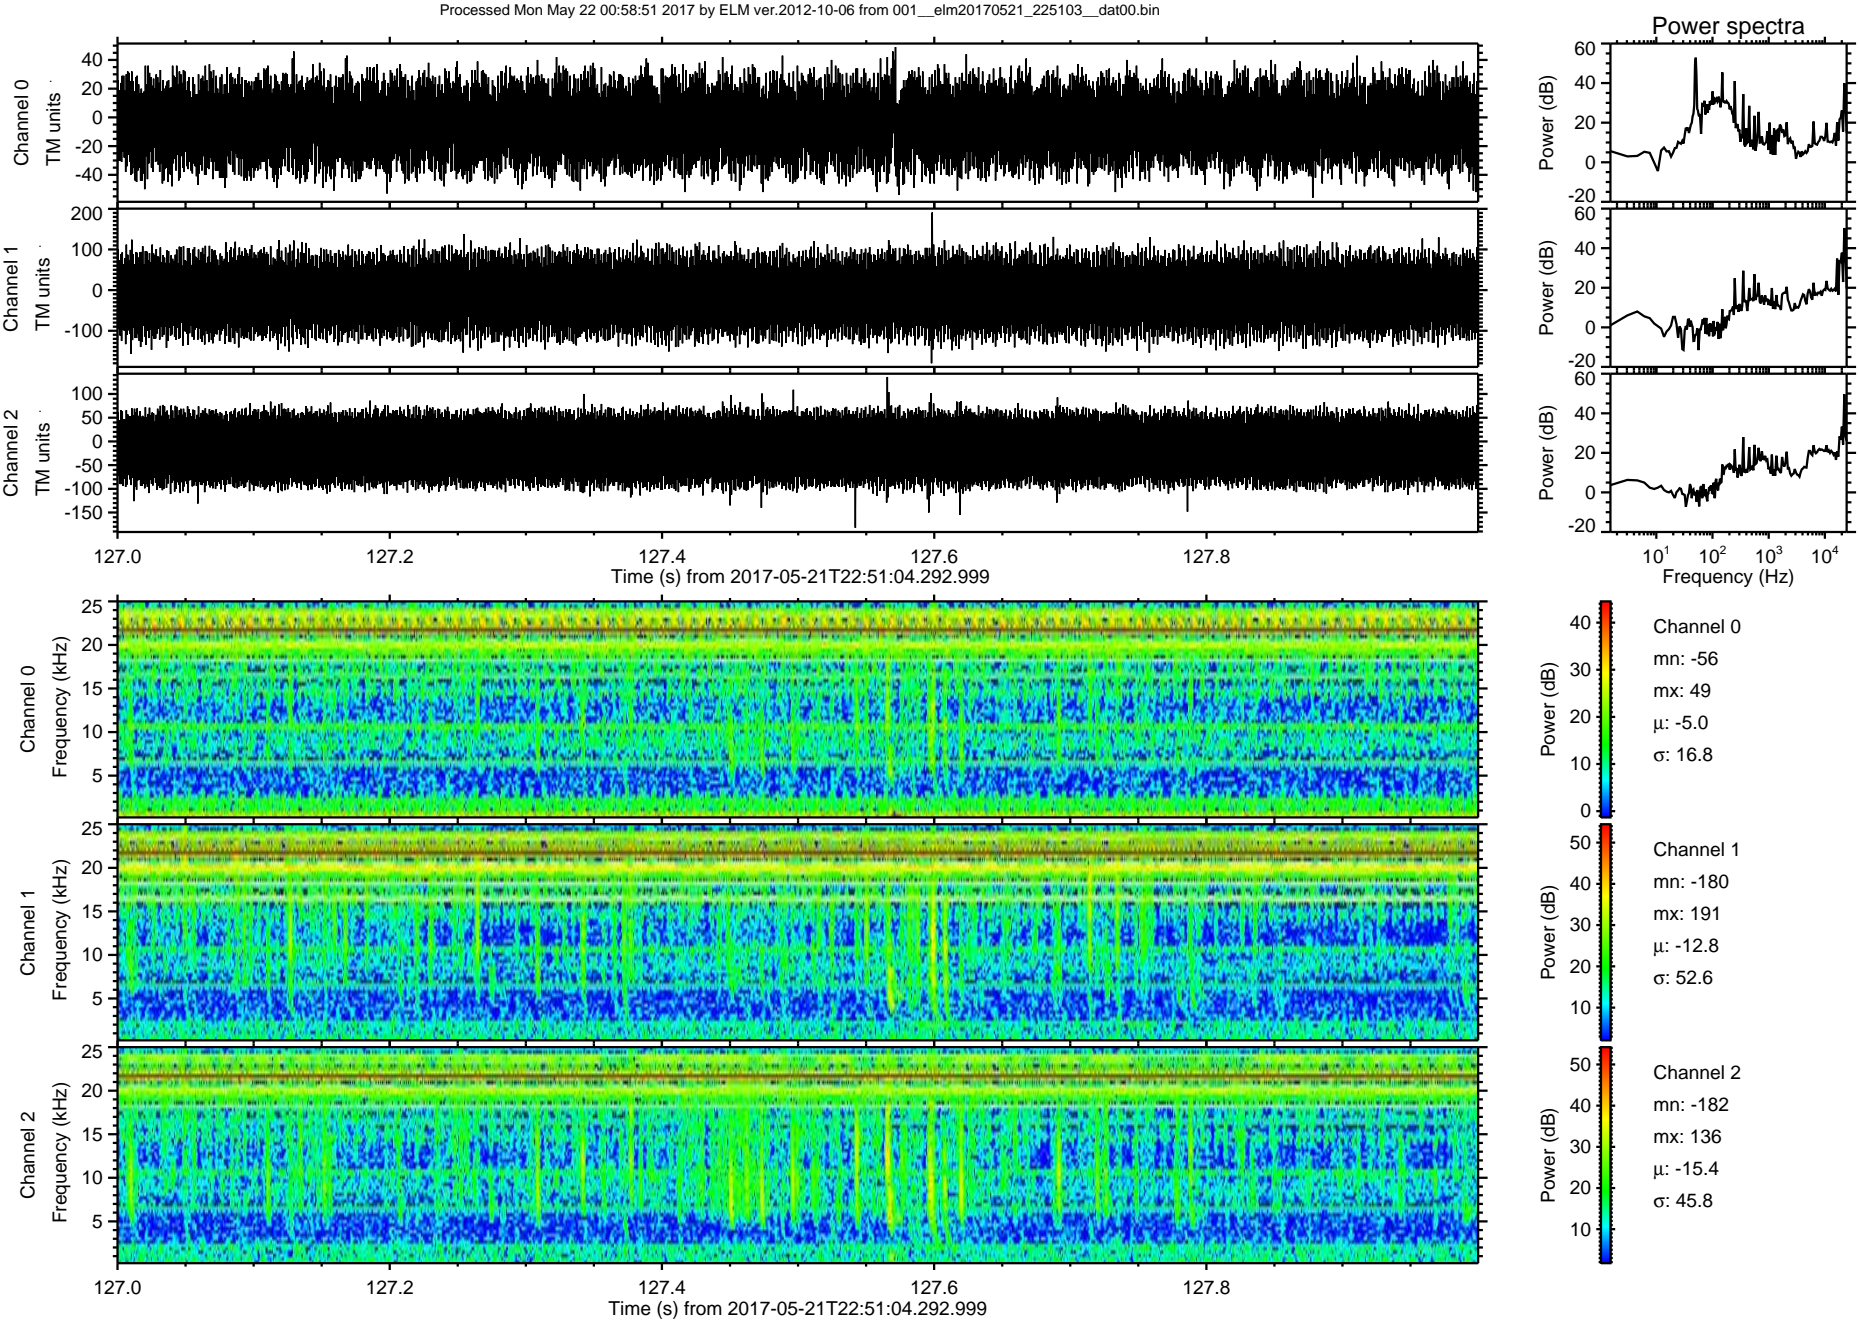 Processed Mon May 22 00:58:51 2017 by ELM ver.2012-10-06 from 001__elm20170521_225103__dat00.bin
Power spectra
Channel 0
TM units
40
20
0
-20
-40
Power (dB)
60
40
20
0
-20
Channel 1
TM units
200
100
0
-100
Power (dB)
60
40
20
0
-20
Channel 2
TM units
100
50
0
-50
-100
-150
Power (dB)
60
40
20
0
-20
127.0 127.2 127.4 127.6 127.8
Time (s) from 2017-05-21T22:51:04.292.999
10¹ 10² 10³ 10⁴
Frequency (Hz)
Channel 0
Frequency (kHz)
25
20
15
10
5
Power (dB)
40
30
20
10
0
Channel 0
mn: -56
mx: 49
μ: -5.0
σ: 16.8
Channel 1
Frequency (kHz)
25
20
15
10
5
Power (dB)
50
40
30
20
10
Channel 1
mn: -180
mx: 191
μ: -12.8
σ: 52.6
Channel 2
Frequency (kHz)
25
20
15
10
5
Power (dB)
50
40
30
20
10
Channel 2
mn: -182
mx: 136
μ: -15.4
σ: 45.8
127.0 127.2 127.4 127.6 127.8
Time (s) from 2017-05-21T22:51:04.292.999